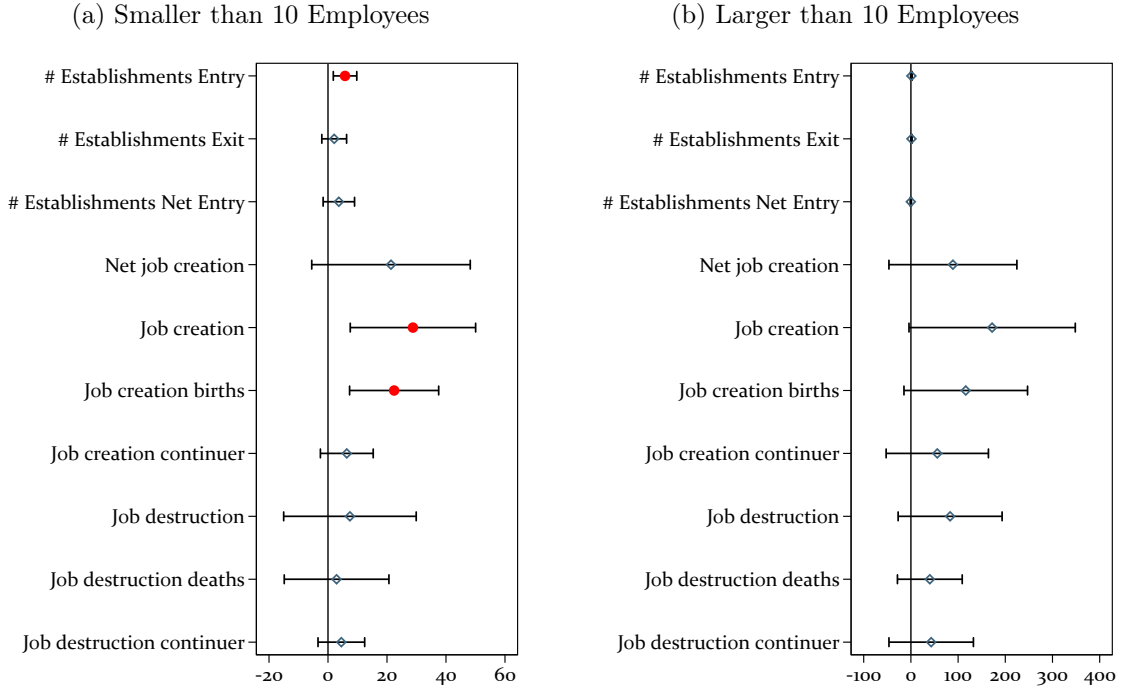 (a) Smaller than 10 Employees
# Establishments Entry
# Establishments Exit
# Establishments Net Entry
Net job creation
Job creation
Job creation births
Job creation continuer
Job destruction
Job destruction deaths
Job destruction continuer
-20 0 20 40 60
(b) Larger than 10 Employees
# Establishments Entry
# Establishments Exit
# Establishments Net Entry
Net job creation
Job creation
Job creation births
Job creation continuer
Job destruction
Job destruction deaths
Job destruction continuer
-100 0 100 200 300 400